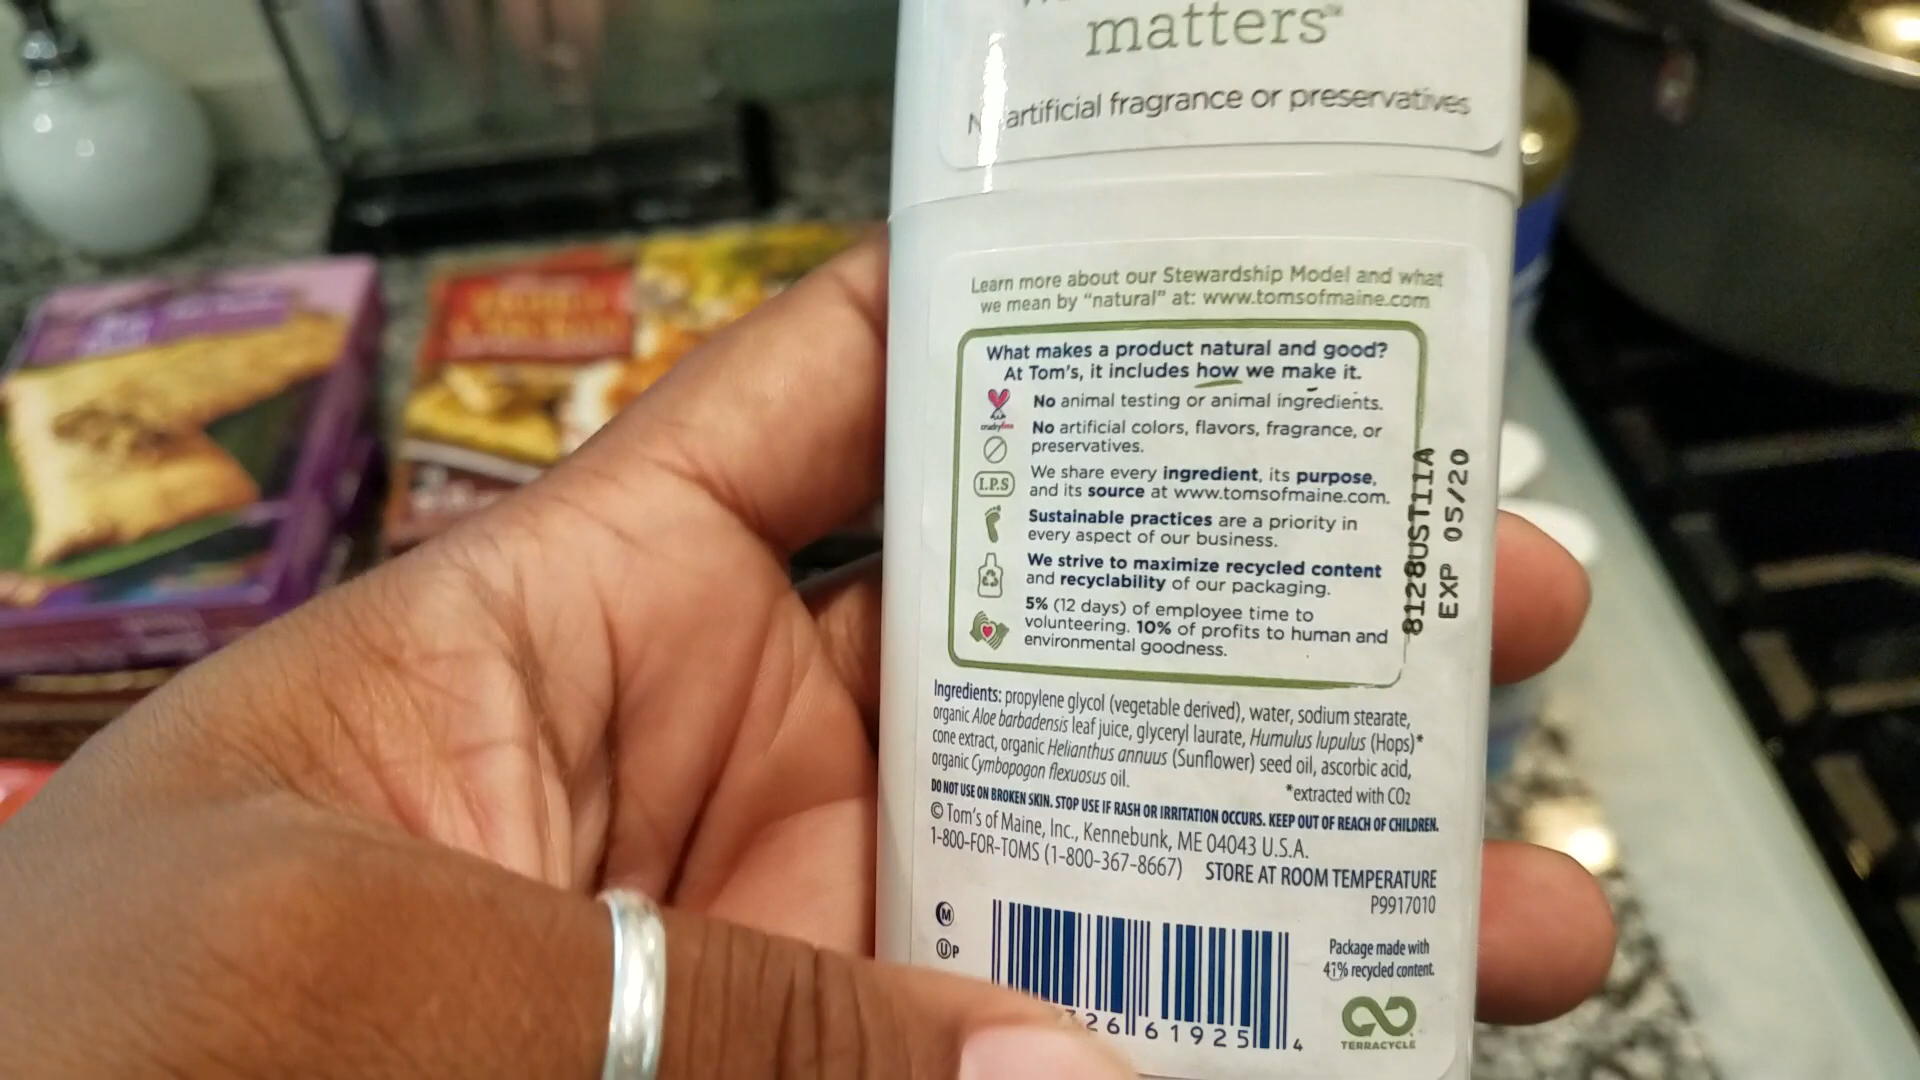 matters™
artificial fragrance or preservatives
Learn more about our Stewardship Model and what
we mean by "natural" at: www.tomsofmaine.com
What makes a product natural and good?
At Tom's, it includes how we make it.
No animal testing or animal ingredients.
crueltyfree
No artificial colors, flavors, fragrance, or
preservatives.
I.P.S
We share every ingredient, its purpose,
and its source at www.tomsofmaine.com.
Sustainable practices are a priority in
every aspect of our business.
We strive to maximize recycled content
and recyclability of our packaging.
5% (12 days) of employee time to
volunteering. 10% of profits to human and
environmental goodness.
8128UST11A
EXP 05/20
Ingredients: propylene glycol (vegetable derived), water, sodium stearate,
organic Aloe barbadensis leaf juice, glyceryl laurate, Humulus lupulus (Hops)*
cone extract, organic Helianthus annuus (Sunflower) seed oil, ascorbic acid,
organic Cymbopogon flexuosus oil.
*extracted with CO2
DO NOT USE ON BROKEN SKIN. STOP USE IF RASH OR IRRITATION OCCURS. KEEP OUT OF REACH OF CHILDREN.
© Tom's of Maine, Inc., Kennebunk, ME 04043 U.S.A.
1-800-FOR-TOMS (1-800-367-8667) STORE AT ROOM TEMPERATURE
P9917010
M
UP
Package made with
41% recycled content.
26 61925 4
TERRACYCLE